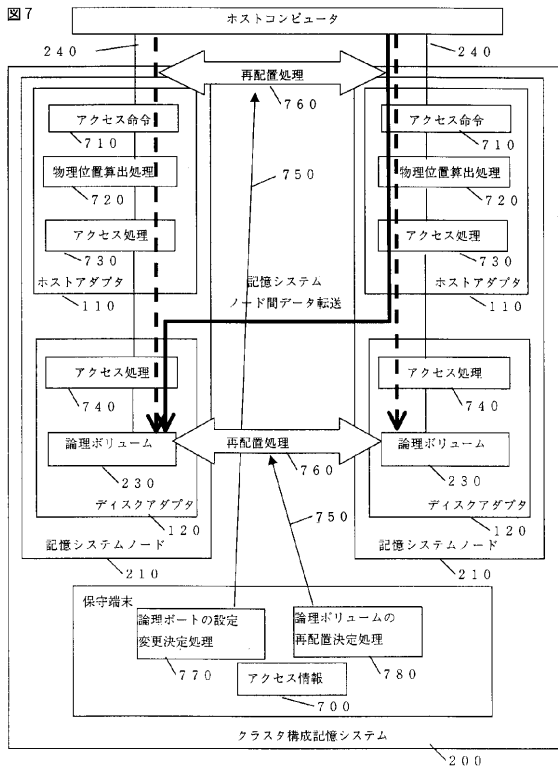 図7
ホストコンピュータ
240
240
再配置処理
760
アクセス命令
710
アクセス命令
710
750
物理位置算出処理
720
物理位置算出処理
720
アクセス処理
730
アクセス処理
730
ホストアダプタ
110
ホストアダプタ
110
記憶システム
ノード間データ転送
アクセス処理
740
アクセス処理
740
論理ボリューム
230
再配置処理
760
論理ボリューム
230
750
ディスクアダプタ
120
ディスクアダプタ
120
記憶システムノード
210
記憶システムノード
210
保守端末
論理ポートの設定
変更決定処理
770
論理ボリュームの
再配置決定処理
780
アクセス情報
700
クラスタ構成記憶システム
200